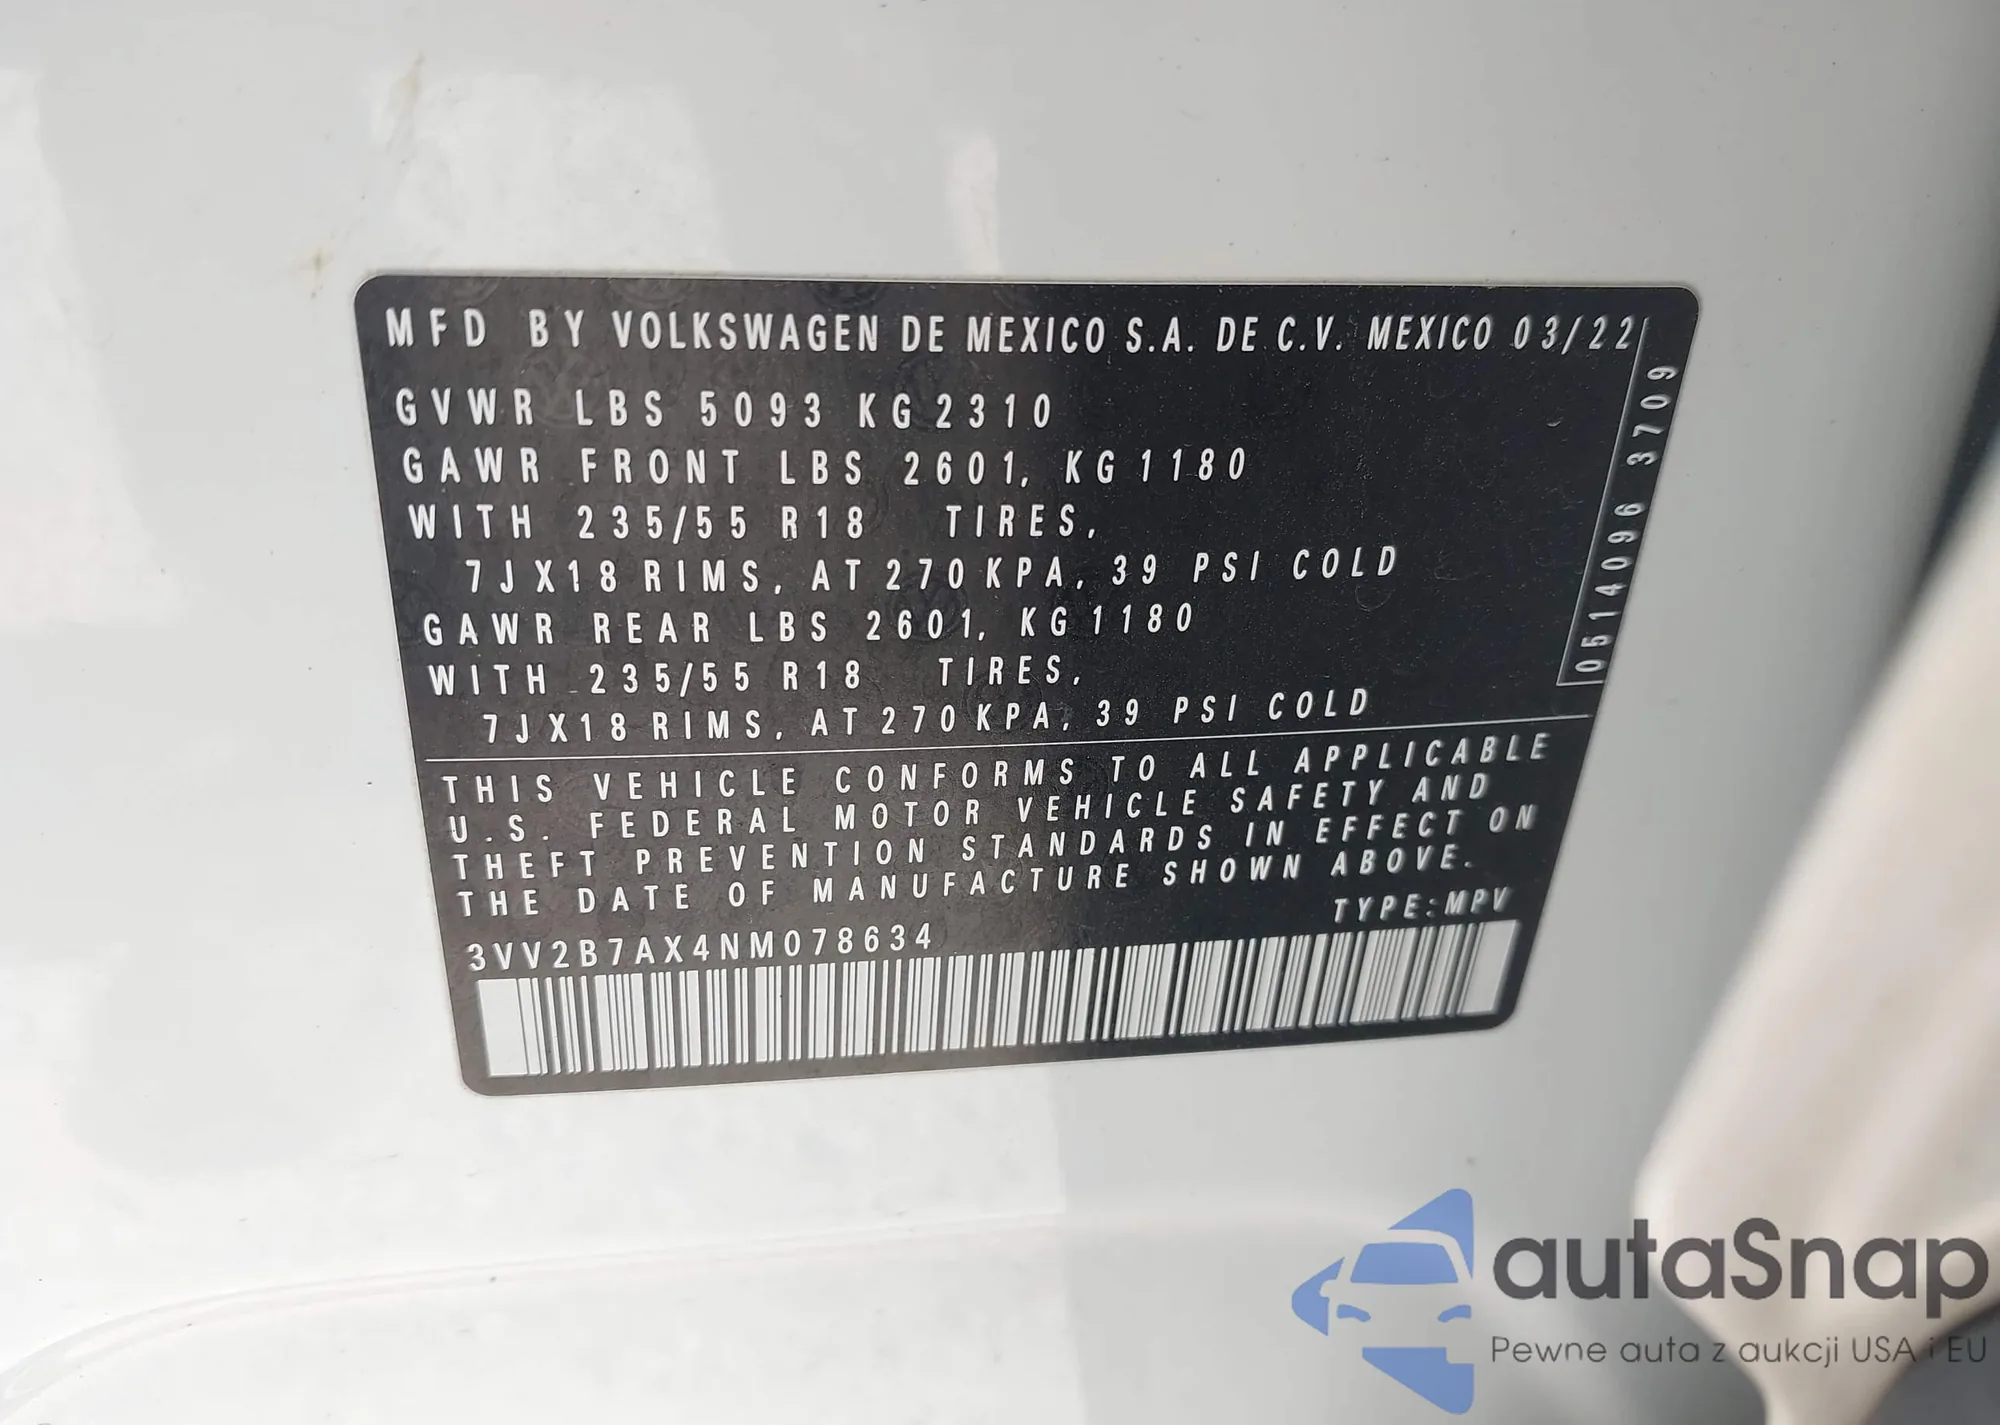 MFD BY VOLKSWAGEN DE MEXICO S.A. DE C.V. MEXICO 03/22
GVWR LBS 5093 KG 2310
GAWR FRONT LBS 2601, KG 1180
WITH 235/55 R18 TIRES,
7JX18 RIMS, AT 270 KPA, 39 PSI COLD
GAWR REAR LBS 2601, KG 1180
WITH 235/55 R18 TIRES,
7JX18 RIMS, AT 270 KPA, 39 PSI COLD
0514096 3709
THIS VEHICLE CONFORMS TO ALL APPLICABLE
U.S. FEDERAL MOTOR VEHICLE SAFETY AND
THEFT PREVENTION STANDARDS IN EFFECT ON
THE DATE OF MANUFACTURE SHOWN ABOVE.
TYPE:MPV
3VV2B7AX4NM078634
autaSnap
Pewne auta z aukcji USA i EU